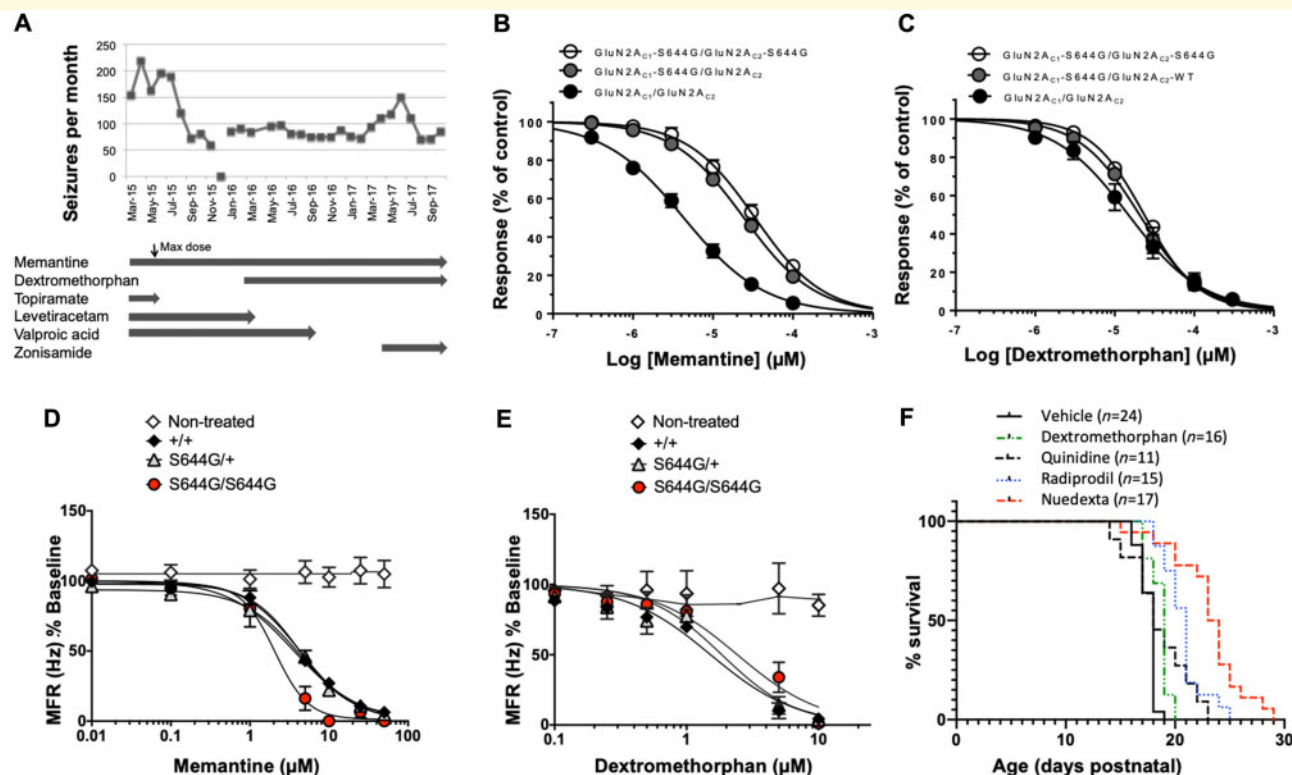 A
Seizures per month
250
200
150
100
50
0
Mar-15
May-15
Jul-15
Sep-15
Nov-15
Jan-16
Mar-16
May-16
Jul-16
Sep-16
Nov-16
Jan-17
Mar-17
May-17
Jul-17
Sep-17
Max dose
Memantine
Dextromethorphan
Topiramate
Levetiracetam
Valproic acid
Zonisamide
B
GluN2AC1-S644G/GluN2AC2-S644G
GluN2AC1-S644G/GluN2AC2
GluN2AC1/GluN2AC2
Response (% of control)
100
80
60
40
20
0
-7 -6 -5 -4 -3
Log [Memantine] (µM)
C
GluN2AC1-S644G/GluN2AC2-S644G
GluN2AC1-S644G/GluN2AC2-WT
GluN2AC1/GluN2AC2
Response (% of control)
100
80
60
40
20
0
-7 -6 -5 -4 -3
Log [Dextromethorphan] (µM)
D
Non-treated
+/+
S644G/+
S644G/S644G
MFR (Hz) % Baseline
150
100
50
0
0.01 0.1 1 10 100
Memantine (µM)
E
Non-treated
+/+
S644G/+
S644G/S644G
MFR (Hz) % Baseline
150
100
50
0
0.1 1 10
Dextromethorphan (µM)
F
Vehicle (n=24)
Dextromethorphan (n=16)
Quinidine (n=11)
Radiprodil (n=15)
Nuedexta (n=17)
% survival
100
50
0
0 10 20 30
Age (days postnatal)